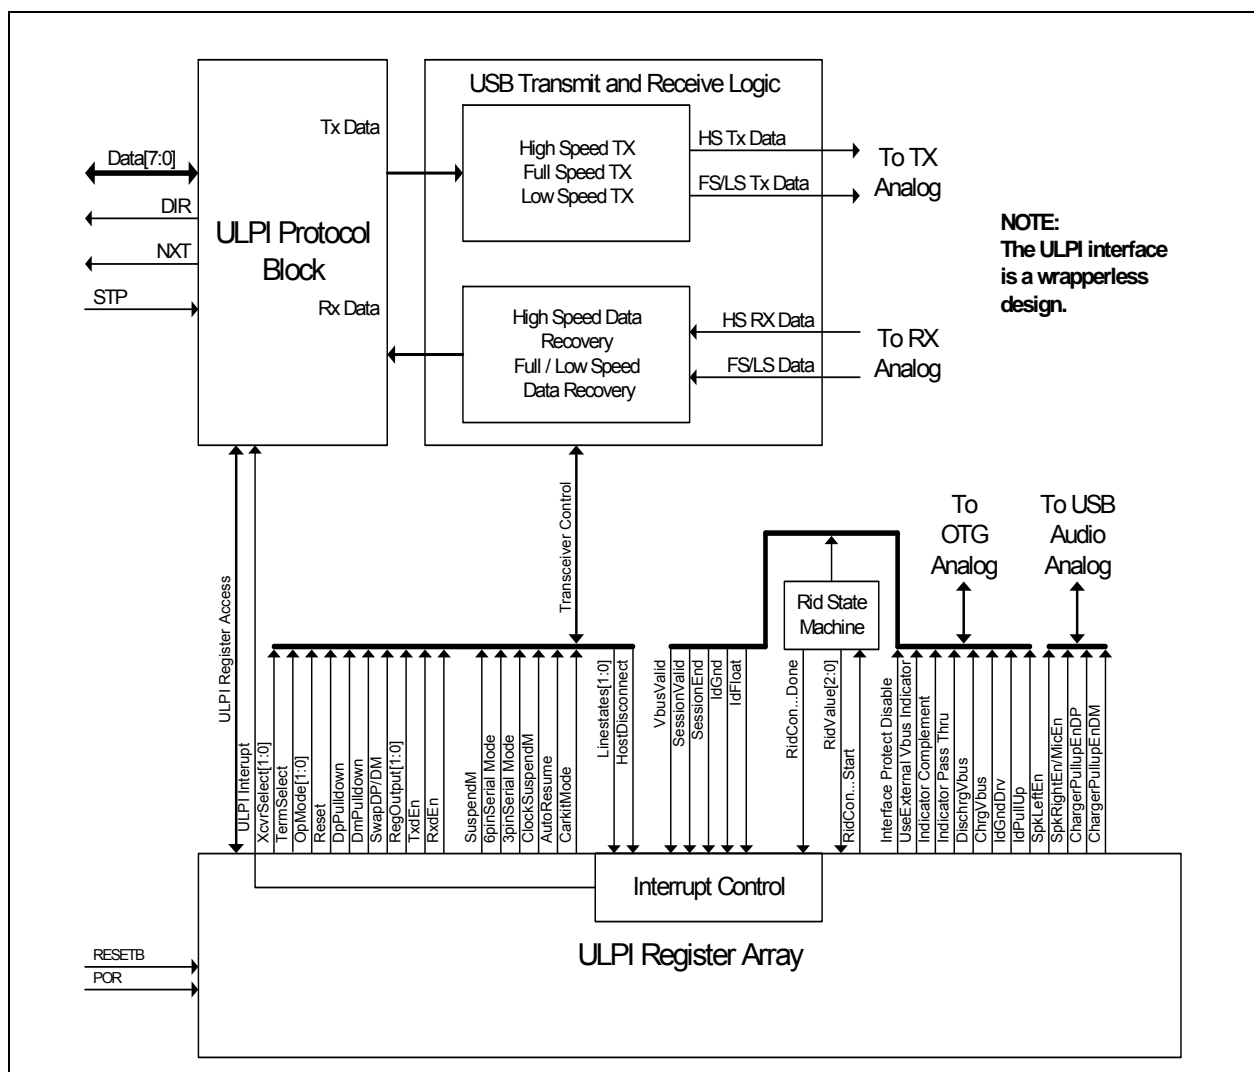 USB Transmit and Receive Logic
Tx Data
Data[7:0]
DIR
NXT
STP
ULPI Protocol
Block
Rx Data
High Speed TX
Full Speed TX
Low Speed TX
HS Tx Data
FS/LS Tx Data
To TX
Analog
NOTE:
The ULPI interface
is a wrapperless
design.
High Speed Data
Recovery
Full / Low Speed
Data Recovery
HS RX Data
FS/LS Data
To RX
Analog
ULPI Register Access
ULPI Interupt
Transceiver Control
To
OTG
Analog
To USB
Audio
Analog
Rid State
Machine
XcvrSelect[1:0]
TermSelect
OpMode[1:0]
Reset
DpPulldown
DmPulldown
SwapDP/DM
RegOutput[1:0]
TxdEn
RxdEn
SuspendM
6pinSerial Mode
3pinSerial Mode
ClockSuspendM
AutoResume
CarkitMode
Linestates[1:0]
HostDisconnect
VbusValid
SessionValid
SessionEnd
IdGnd
IdFloat
RidCon...Done
RidValue[2:0]
RidCon...Start
Interface Protect Disable
UseExternal Vbus Indicator
Indicator Complement
Indicator Pass Thru
DischrgVbus
ChrgVbus
IdGndDrv
IdPullUp
SpkLeftEn
SpkRightEn/MicEn
ChargerPullupEnDP
ChargerPullupEnDM
Interrupt Control
ULPI Register Array
RESETB
POR